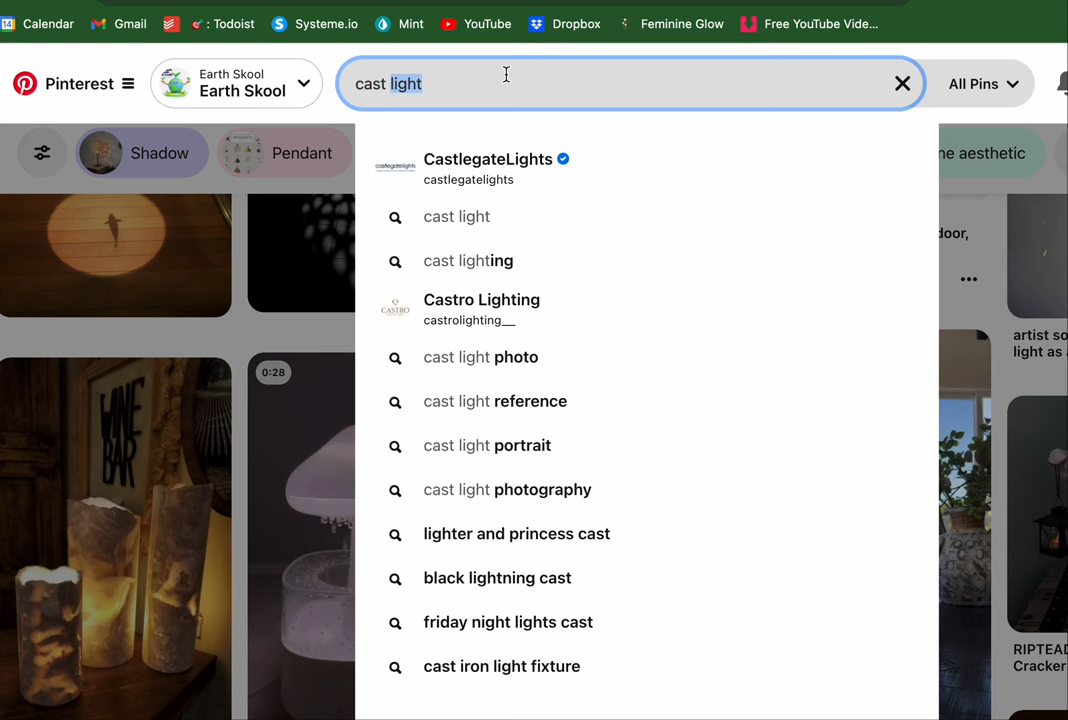 14 Calendar
Gmail
: Todoist
Systeme.io
Mint
YouTube
Dropbox
Feminine Glow
Free YouTube Vide...
Pinterest
Earth Skool
Earth Skool
cast light
All Pins
Shadow
Pendant
ne aesthetic
CastlegateLights
castlegatelights
castlegatelights
cast light
cast lighting
Castro Lighting
castrolighting__
CASTRO
cast light photo
cast light reference
cast light portrait
cast light photography
lighter and princess cast
black lightning cast
friday night lights cast
cast iron light fixture
0:28
WINE
BAR
door,
artist so
light as
RIPTEAD
Cracker